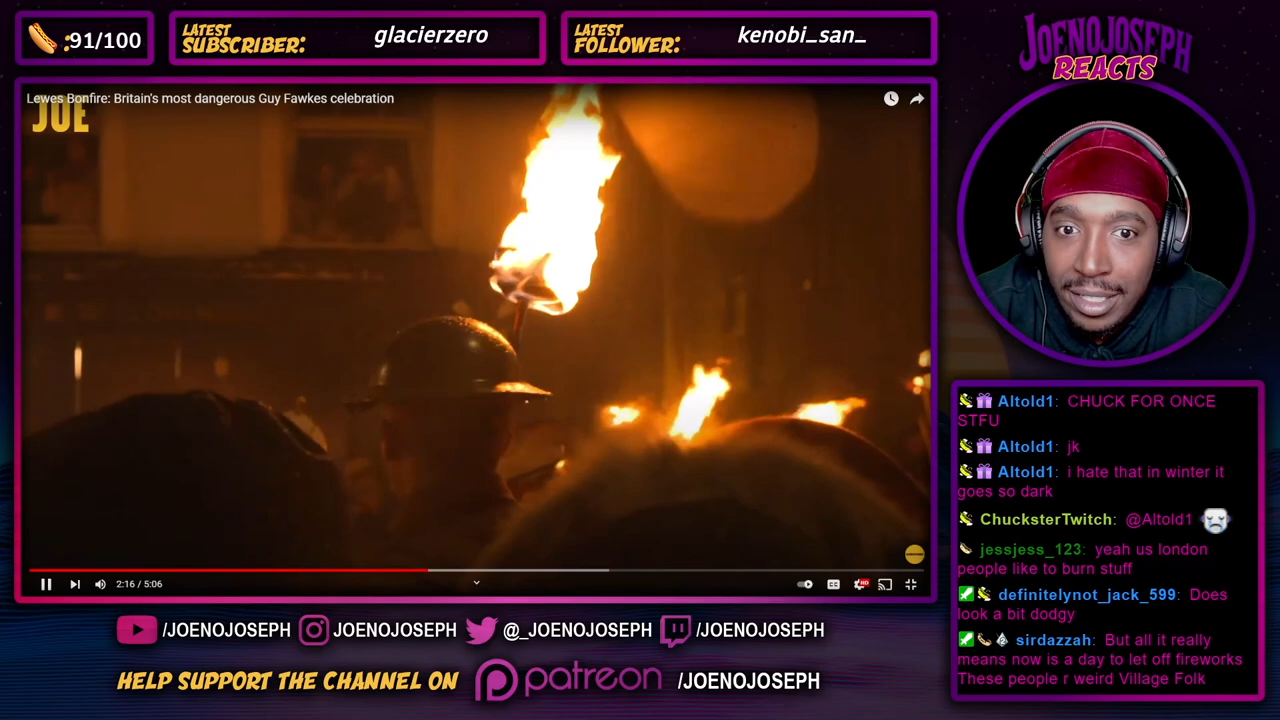 :91/100
LATEST SUBSCRIBER:
glacierzero
LATEST FOLLOWER:
kenobi_san_
JOENOJOSEPH
REACTS
Lewes Bonfire: Britain's most dangerous Guy Fawkes celebration
JOE
2:16 / 5:06
CC
HD
Altold1: CHUCK FOR ONCE
STFU
Altold1: jk
Altold1: i hate that in winter it
goes so dark
ChucksterTwitch: @Altold1
jessjess_123: yeah us london
people like to burn stuff
definitelynot_jack_599: Does
look a bit dodgy
sirdazzah: But all it really
means now is a day to let off fireworks
These people r weird Village Folk
/JOENOJOSEPH
JOENOJOSEPH
@_JOENOJOSEPH
/JOENOJOSEPH
HELP SUPPORT THE CHANNEL ON
patreon
/JOENOJOSEPH